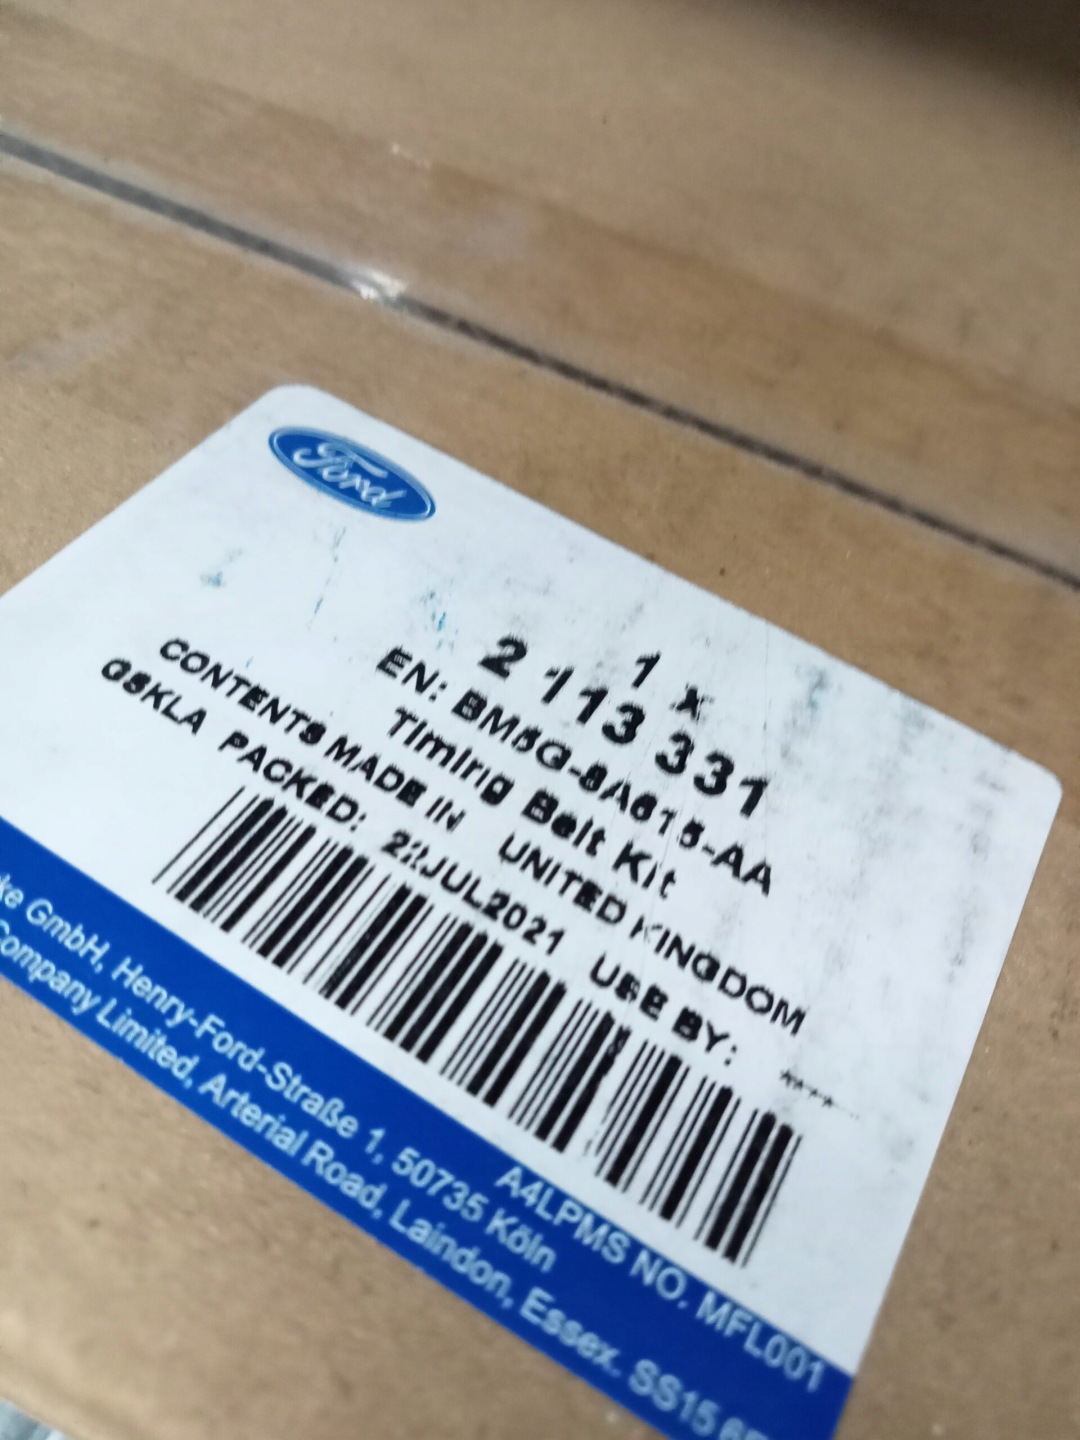 Ford
1 x
2 113 331
EN: BM5G-8A615-AA
Timing Belt Kit
CONTENTS MADE IN UNITED KINGDOM
GSKLA PACKED: 22JUL2021 USE BY: ****
A4LPMS NO. MFL001
GmbH, Henry-Ford-Straße 1, 50735 Köln
Company Limited, Arterial Road, Laindon, Essex. SS15